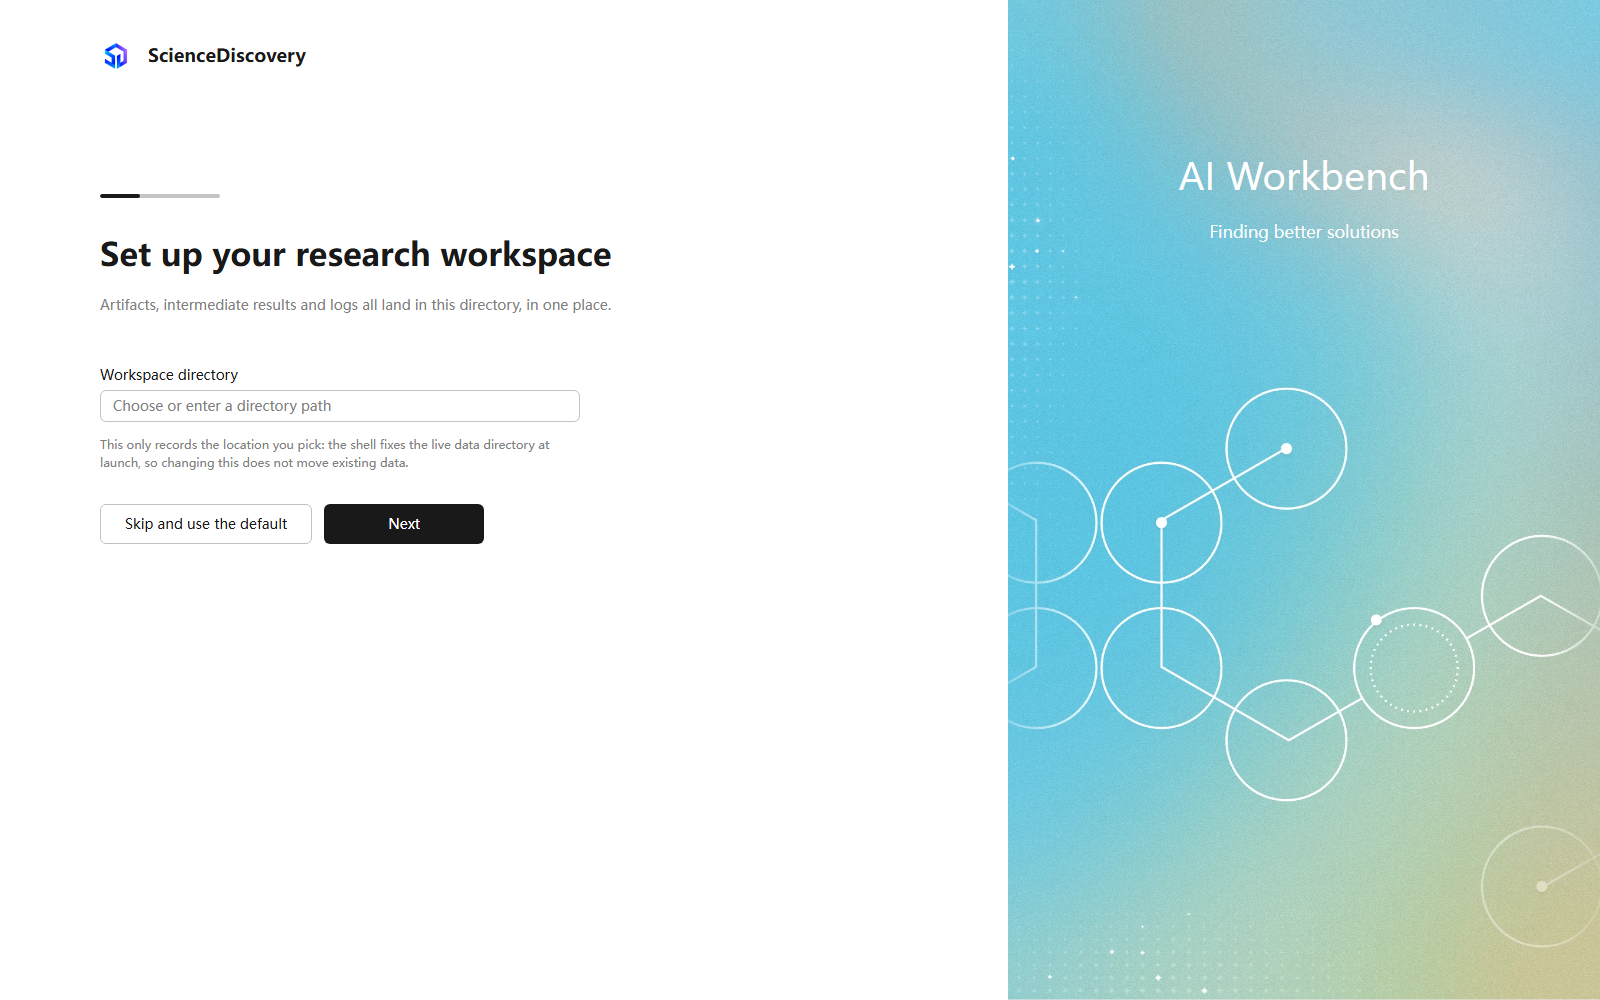 ScienceDiscovery
Set up your research workspace
Artifacts, intermediate results and logs all land in this directory, in one place.
Workspace directory
Choose or enter a directory path
This only records the location you pick: the shell fixes the live data directory at
launch, so changing this does not move existing data.
Skip and use the default
Next
AI Workbench
Finding better solutions